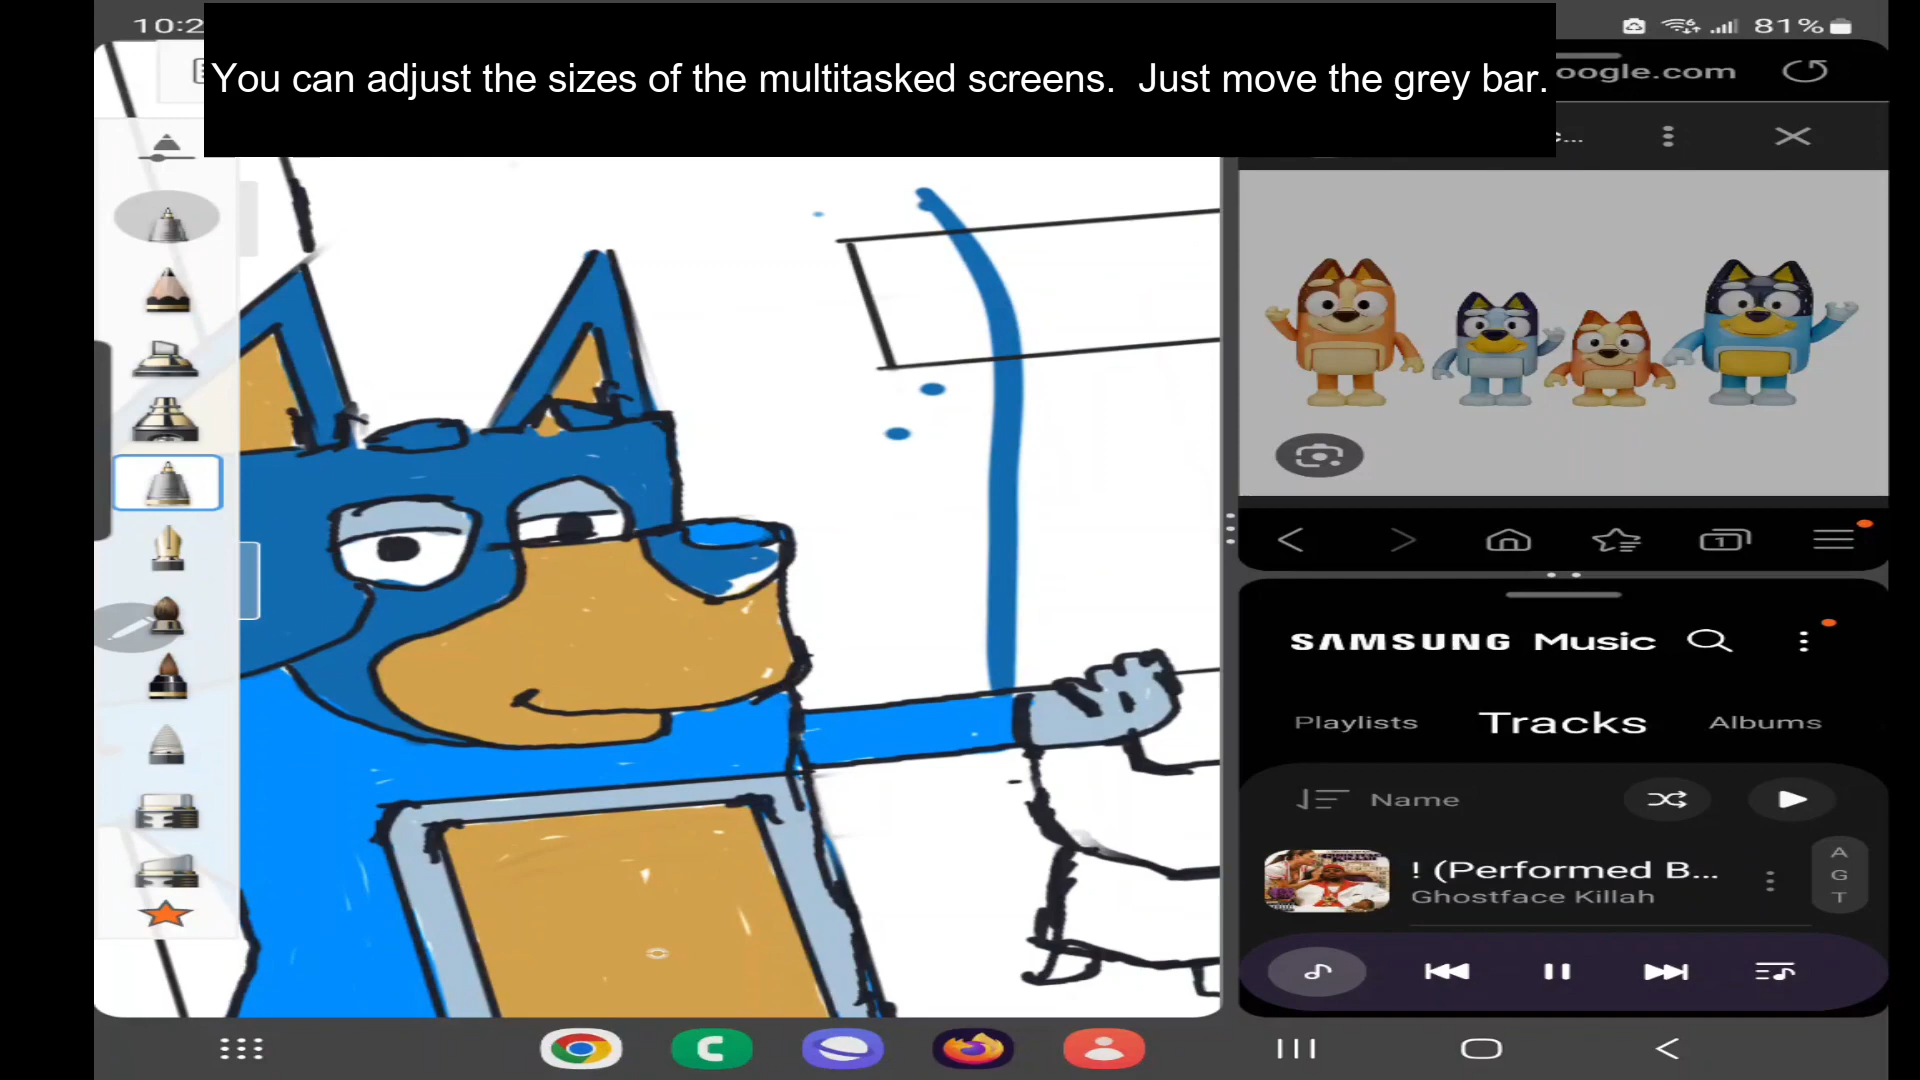 10:2
81%
You can adjust the sizes of the multitasked screens.  Just move the grey bar.
oogle.com
1
SAMSUNG Music
Playlists Tracks Albums
Name
! (Performed B...
Ghostface Killah
A
G
T